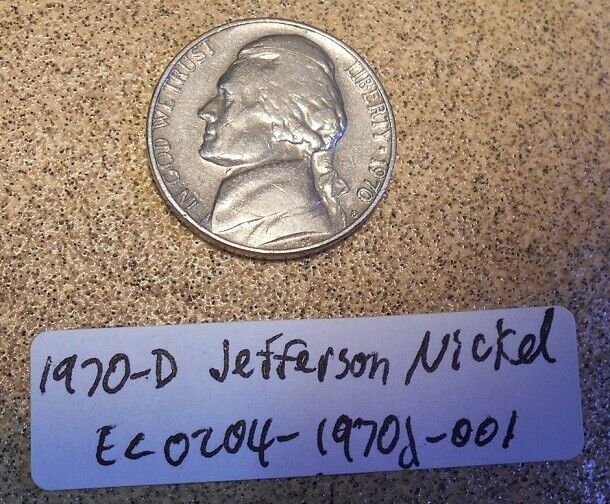 IN GOD WE TRUST
LIBERTY * 1970
D
1970-D Jefferson Nickel
EC0204-1970d-001